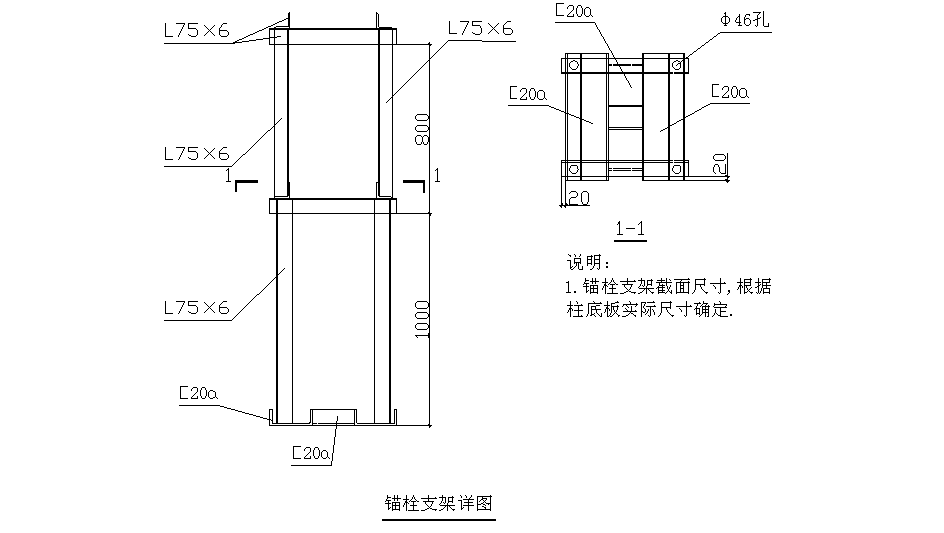 L75×6
L75×6
800
L75×6
1
1
L75×6
1000
[20a
[20a
[20a
φ46孔
[20a
[20a
20
20
1-1
说明:
1.锚栓支架截面尺寸,根据
柱底板实际尺寸确定.
锚栓支架详图